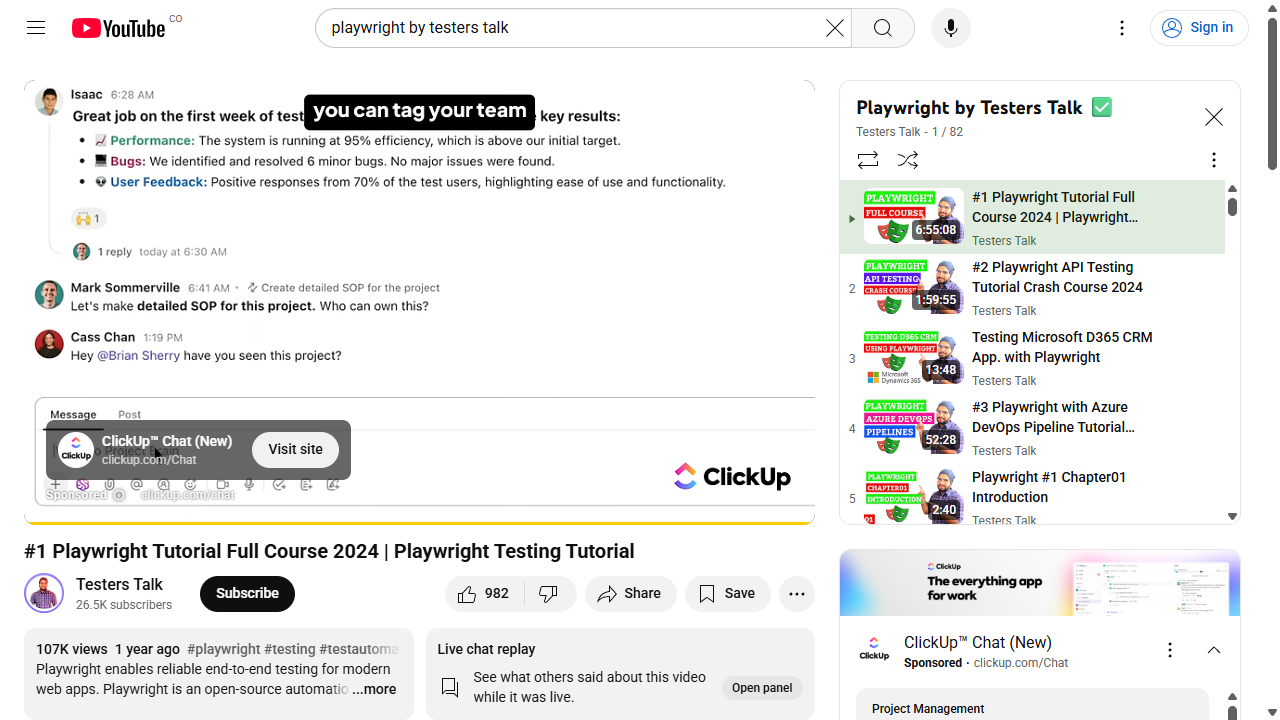 YouTube CO
playwright by testers talk
Sign in
Isaac 6:28 AM
Great job on the first week of test
you can tag your team
key results:
Performance: The system is running at 95% efficiency, which is above our initial target.
Bugs: We identified and resolved 6 minor bugs. No major issues were found.
User Feedback: Positive responses from 70% of the test users, highlighting ease of use and functionality.
1
1 reply today at 6:30 AM
Mark Sommerville 6:41 AM • Create detailed SOP for the project
Let's make detailed SOP for this project. Who can own this?
Cass Chan 1:19 PM
Hey @Brian Sherry have you seen this project?
Message Post
ClickUp™ Chat (New)
clickup.com/Chat
Visit site
ClickUp
Sponsored clickup.com/chat
ClickUp
#1 Playwright Tutorial Full Course 2024 | Playwright Testing Tutorial
Testers Talk
26.5K subscribers
Subscribe
982
Share
Save
107K views 1 year ago #playwright #testing #testautoma
Playwright enables reliable end-to-end testing for modern
web apps. Playwright is an open-source automatio ...more
Live chat replay
See what others said about this video
while it was live.
Open panel
Playwright by Testers Talk ✅
Testers Talk - 1 / 82
PLAYWRIGHT
FULL COURSE
6:55:08
#1 Playwright Tutorial Full
Course 2024 | Playwright...
Testers Talk
2
PLAYWRIGHT
API TESTING
CRASH COURSE
1:59:55
#2 Playwright API Testing
Tutorial Crash Course 2024
Testers Talk
3
TESTING D365 CRM
USING PLAYWRIGHT
Microsoft
Dynamics 365
13:48
Testing Microsoft D365 CRM
App. with Playwright
Testers Talk
4
PLAYWRIGHT
AZURE DEVOPS
PIPELINES
52:28
#3 Playwright with Azure
DevOps Pipeline Tutorial...
Testers Talk
5
PLAYWRIGHT
CHAPTER01
INTRODUCTION
01
2:40
Playwright #1 Chapter01
Introduction
Testers Talk
ClickUp
The everything app
for work
ClickUp
ClickUp™ Chat (New)
Sponsored · clickup.com/Chat
Project Management